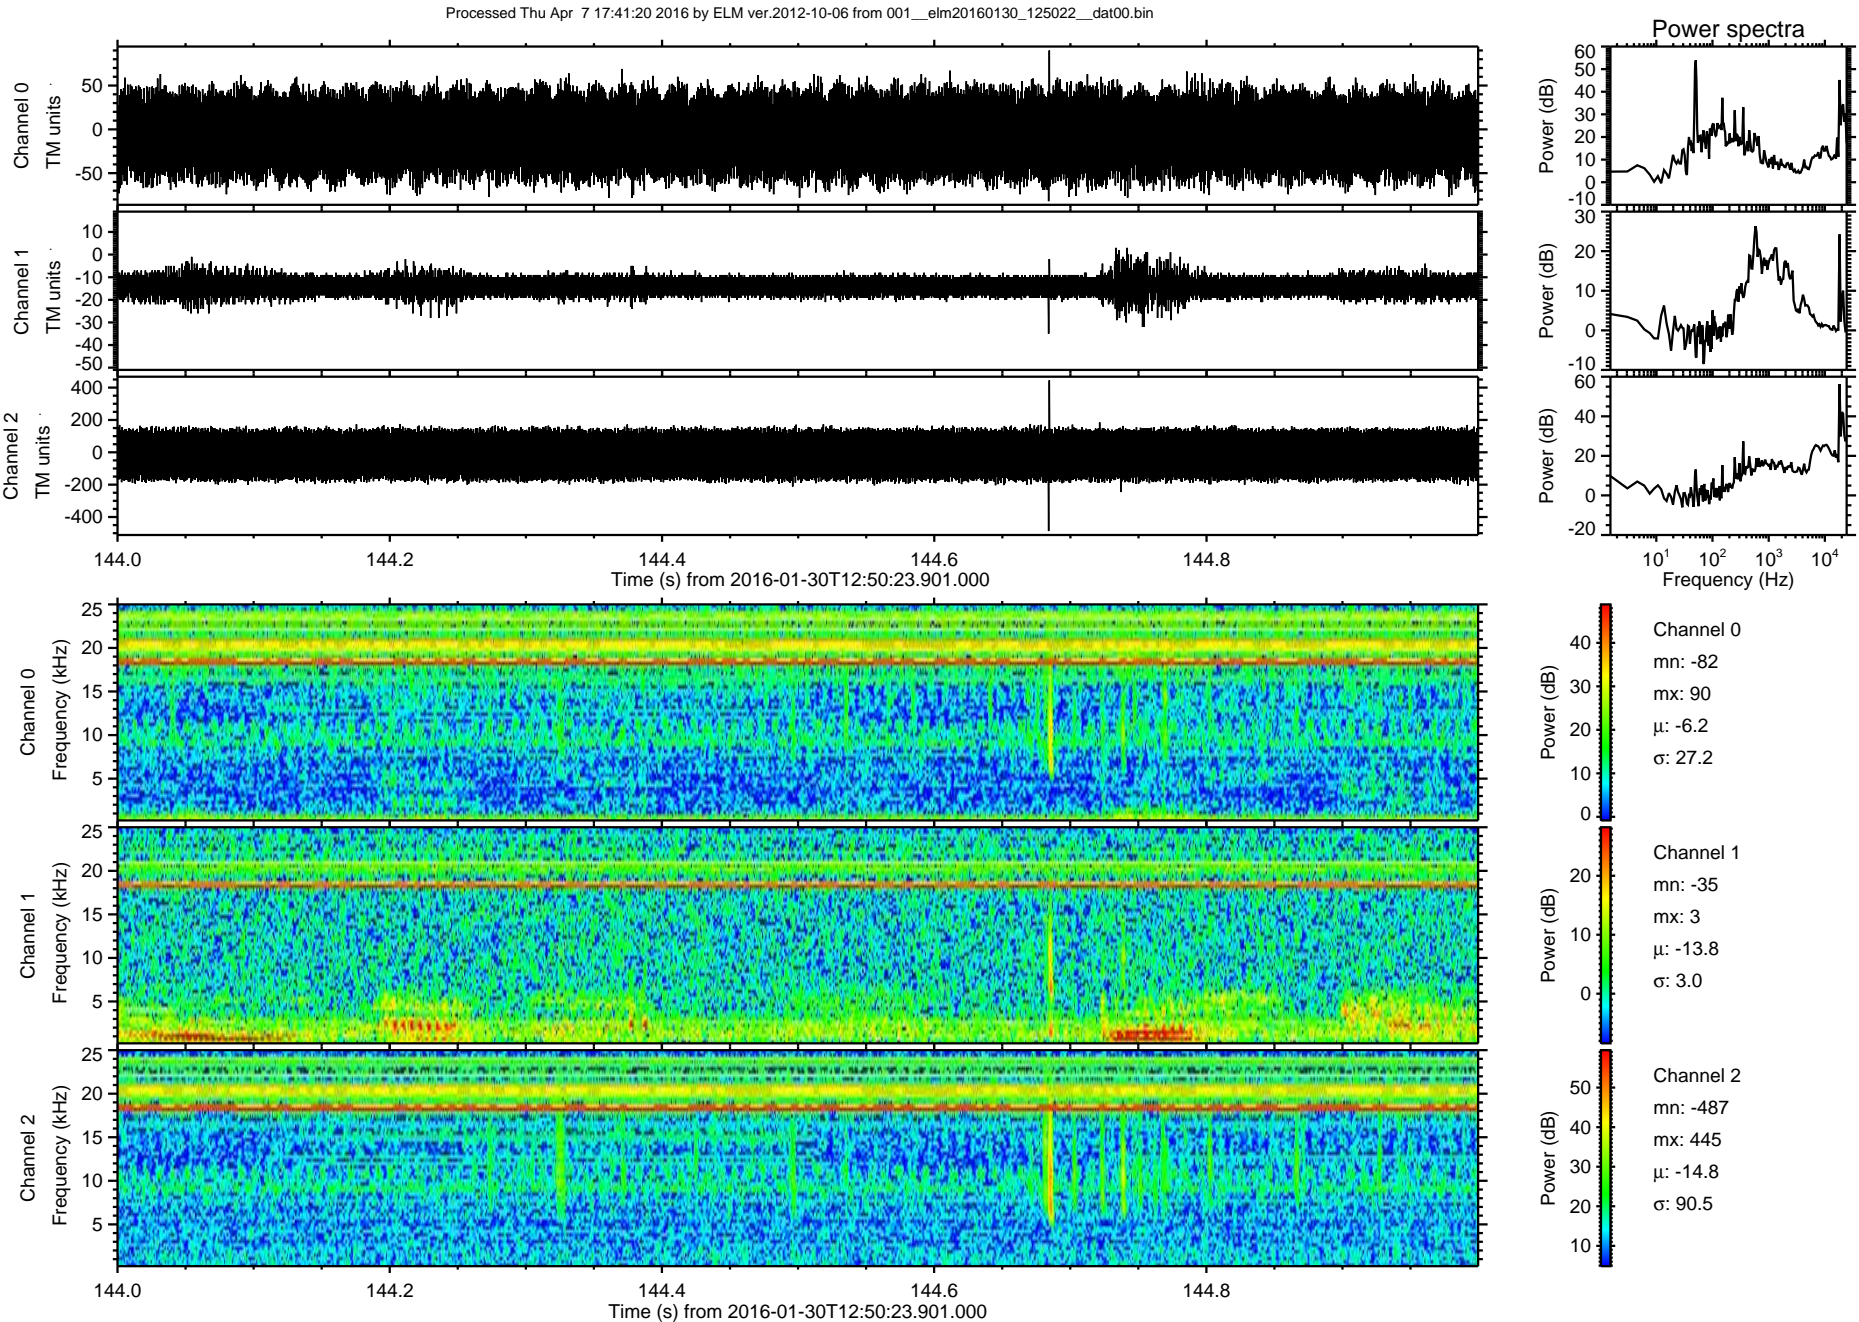 Processed Thu Apr  7 17:41:20 2016 by ELM ver.2012-10-06 from 001__elm20160130_125022__dat00.bin
Power spectra
Channel 0
TM units
50
0
-50
Power (dB)
60
50
40
30
20
10
0
-10
Channel 1
TM units
10
0
-10
-20
-30
-40
-50
Power (dB)
30
20
10
0
-10
Channel 2
TM units
400
200
0
-200
-400
Power (dB)
60
40
20
0
-20
144.0 144.2 144.4 144.6 144.8
Time (s) from 2016-01-30T12:50:23.901.000
10^1 10^2 10^3 10^4
Frequency (Hz)
Channel 0
Frequency (kHz)
25
20
15
10
5
Power (dB)
40
30
20
10
0
Channel 0
mn: -82
mx: 90
µ: -6.2
σ: 27.2
Channel 1
Frequency (kHz)
25
20
15
10
5
Power (dB)
20
10
0
Channel 1
mn: -35
mx: 3
µ: -13.8
σ: 3.0
Channel 2
Frequency (kHz)
25
20
15
10
5
Power (dB)
50
40
30
20
10
Channel 2
mn: -487
mx: 445
µ: -14.8
σ: 90.5
144.0 144.2 144.4 144.6 144.8
Time (s) from 2016-01-30T12:50:23.901.000